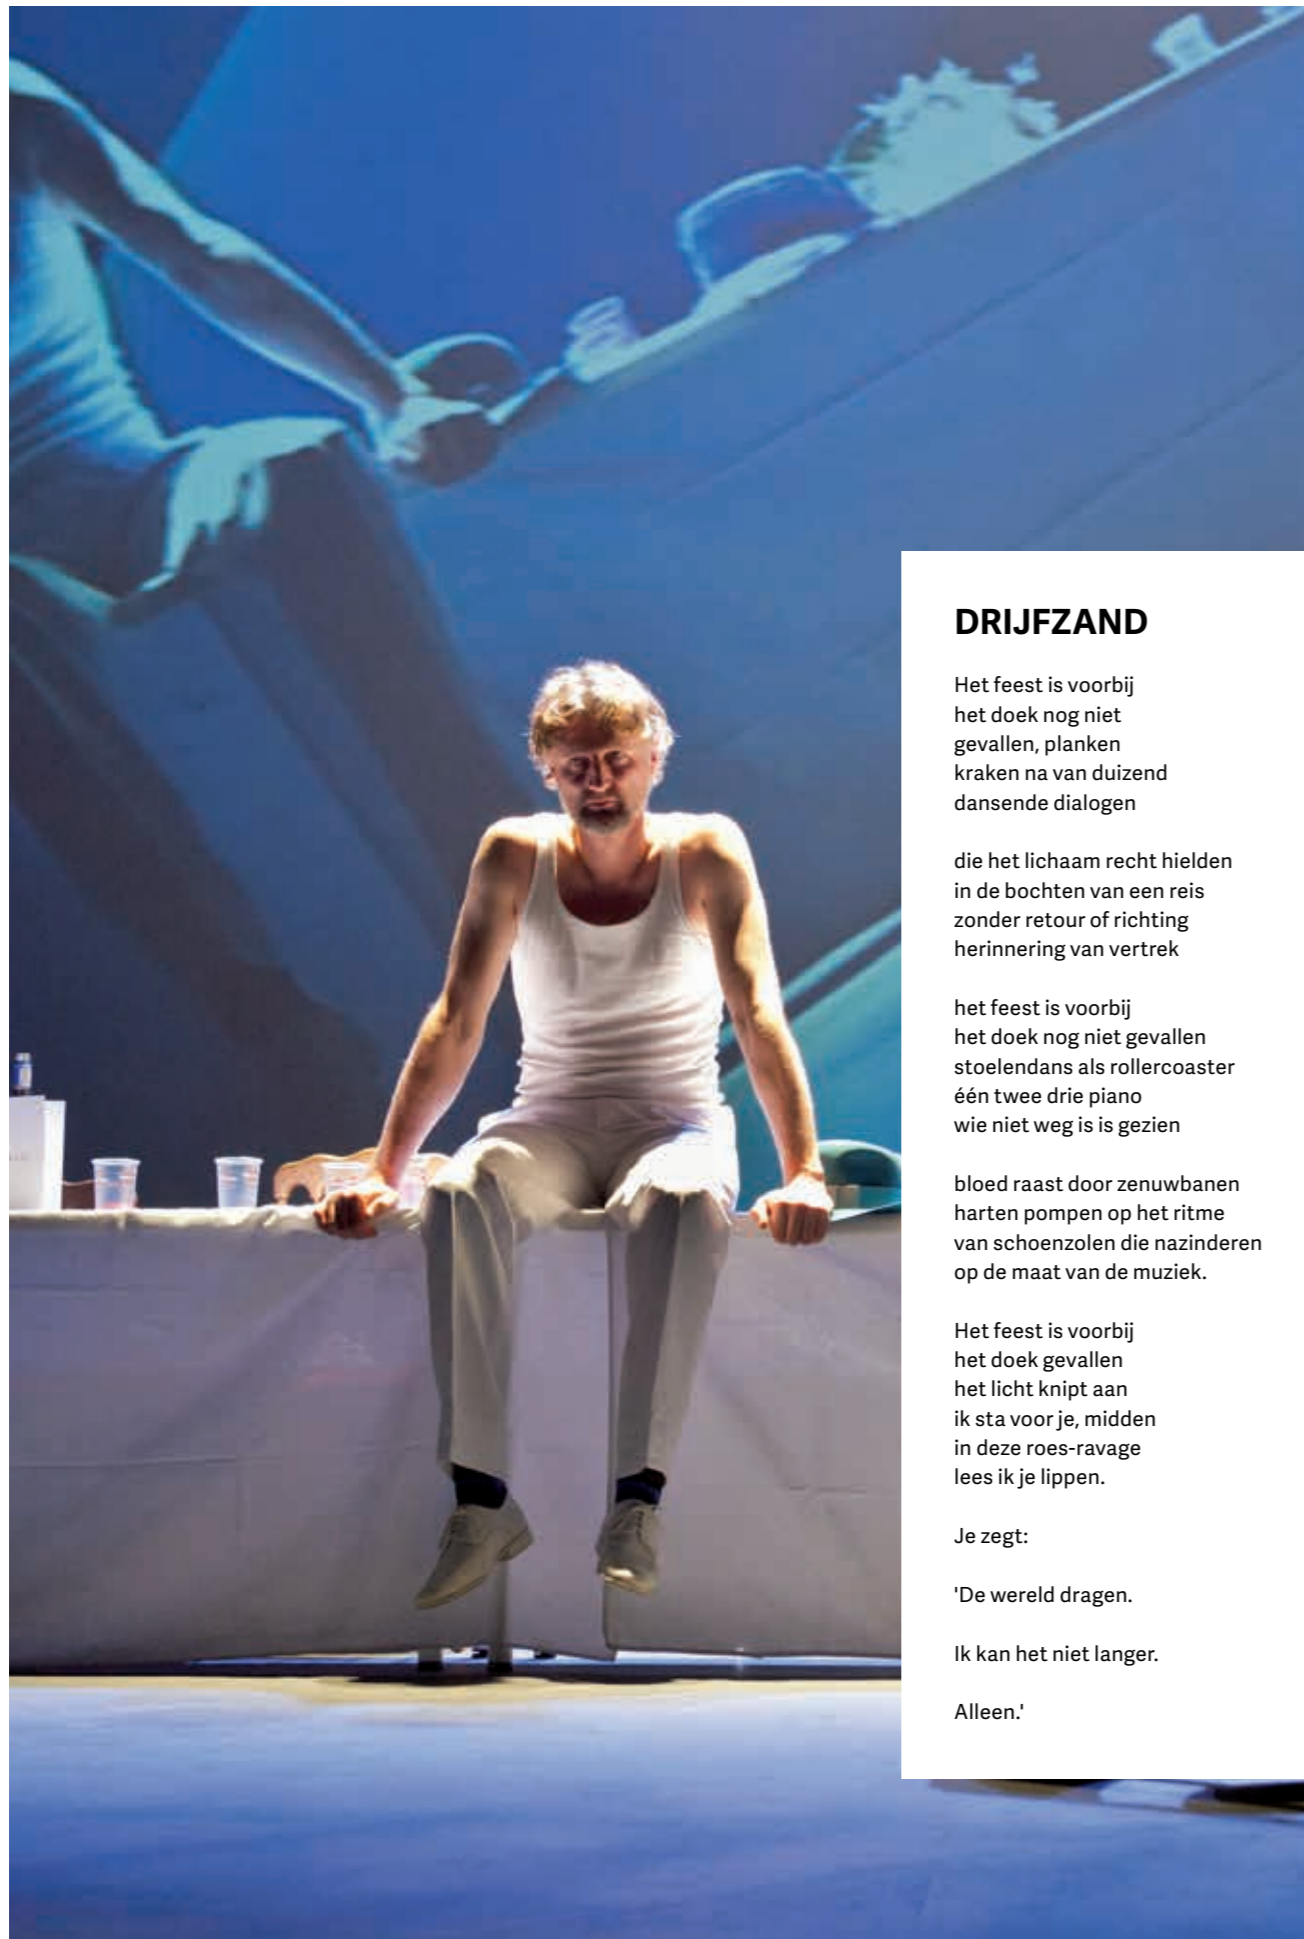 DRIJFZAND
Het feest is voorbij
het doek nog niet
gevallen, planken
kraken na van duizend
dansende dialogen
die het lichaam recht hielden
in de bochten van een reis
zonder retour of richting
herinnering van vertrek
het feest is voorbij
het doek nog niet gevallen
stoelendans als rollercoaster
één twee drie piano
wie niet weg is is gezien
bloed raast door zenuwbanen
harten pompen op het ritme
van schoenzolen die nazinderen
op de maat van de muziek.
Het feest is voorbij
het doek gevallen
het licht knipt aan
ik sta voor je, midden
in deze roes-ravage
lees ik je lippen.
Je zegt:
'De wereld dragen.
Ik kan het niet langer.
Alleen.'